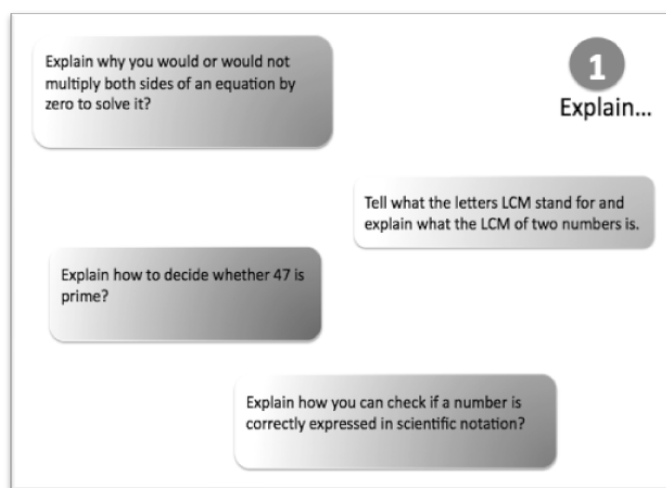 Explain why you would or would not
multiply both sides of an equation by
zero to solve it?
1
Explain...
Tell what the letters LCM stand for and
explain what the LCM of two numbers is.
Explain how to decide whether 47 is
prime?
Explain how you can check if a number is
correctly expressed in scientific notation?